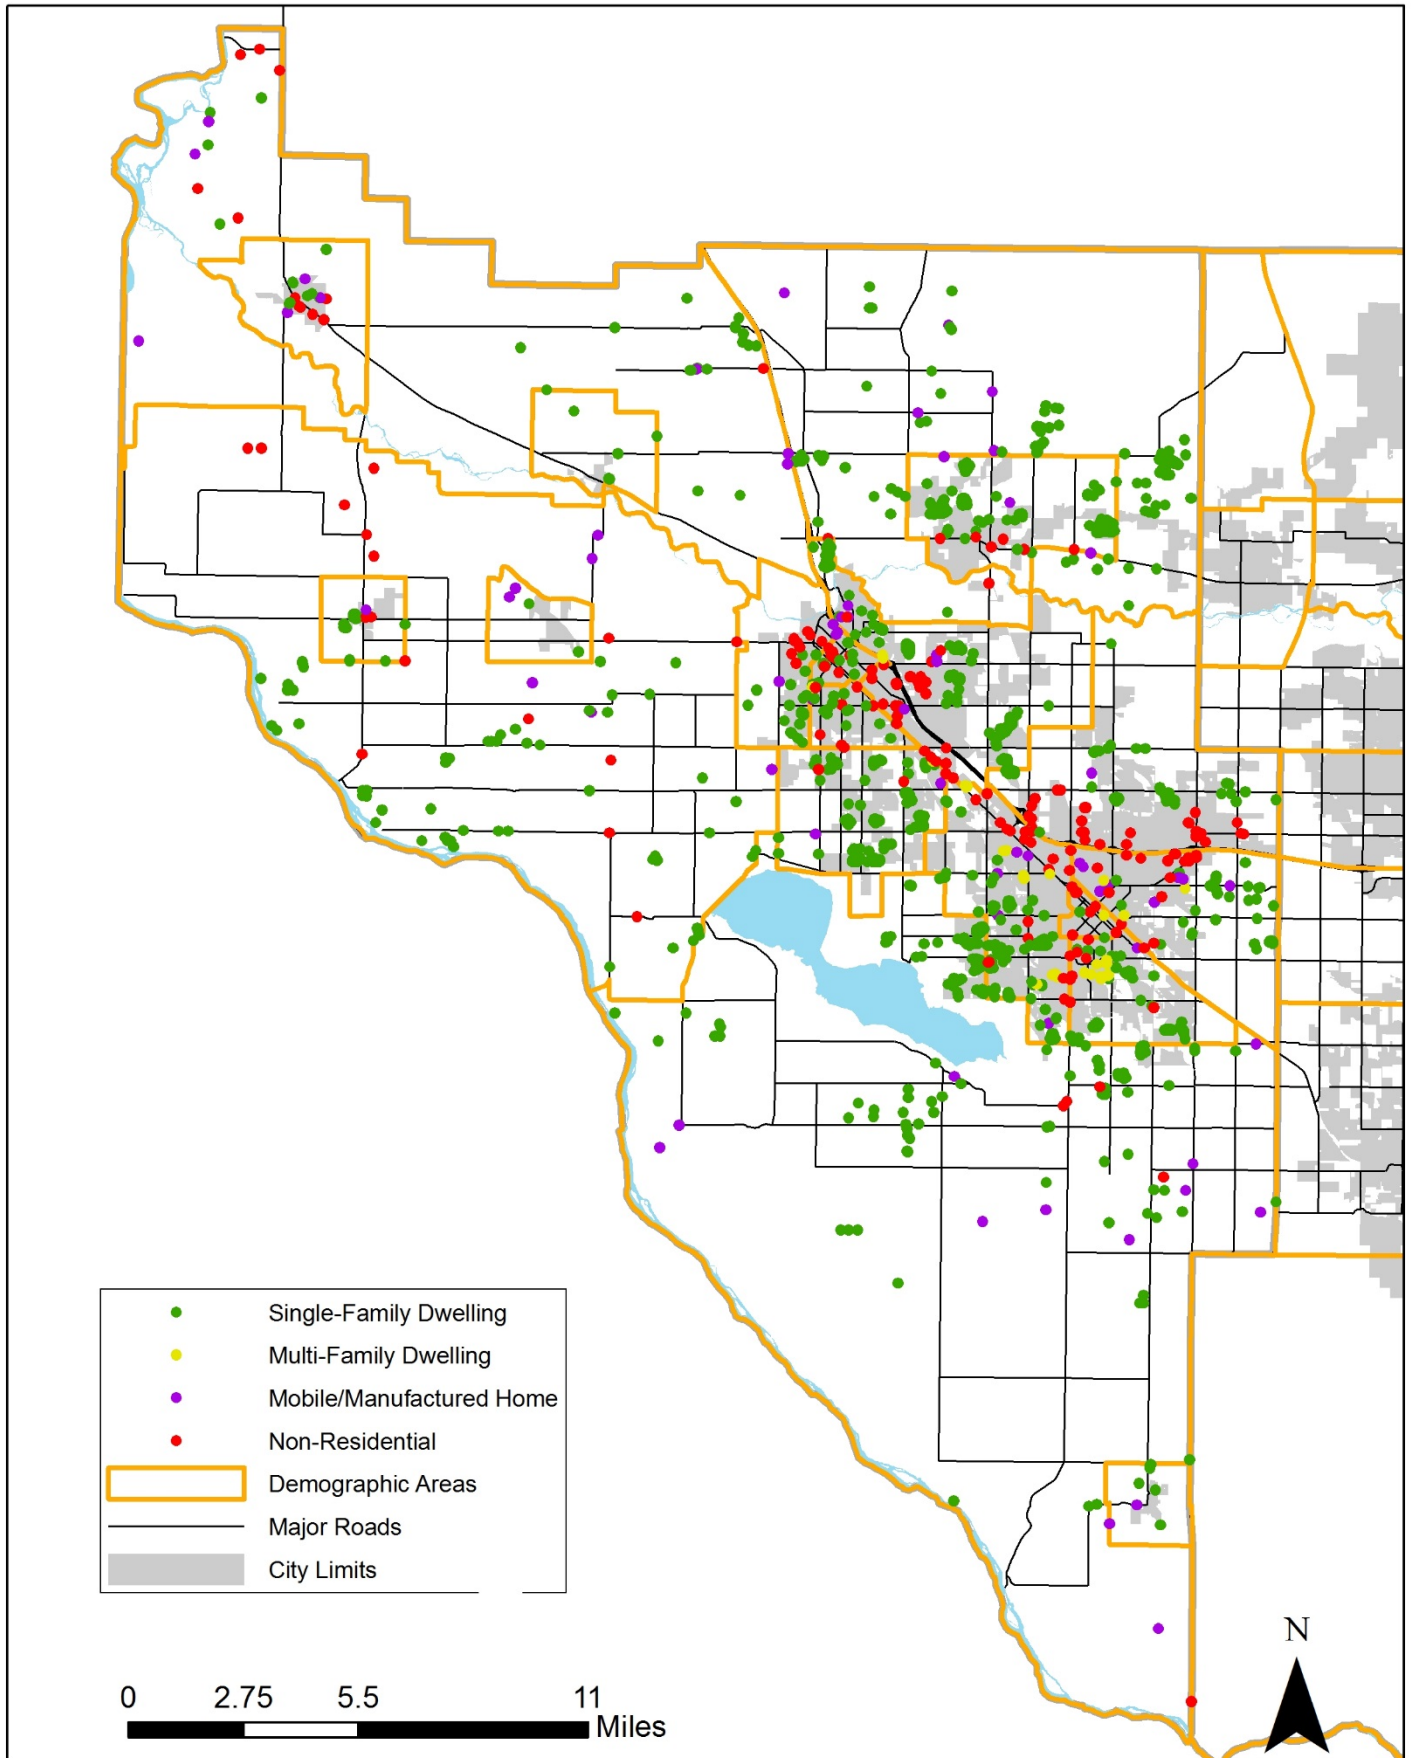 Single-Family Dwelling
Multi-Family Dwelling
Mobile/Manufactured Home
Non-Residential
Demographic Areas
Major Roads
City Limits
N
0 2.75 5.5 11
Miles